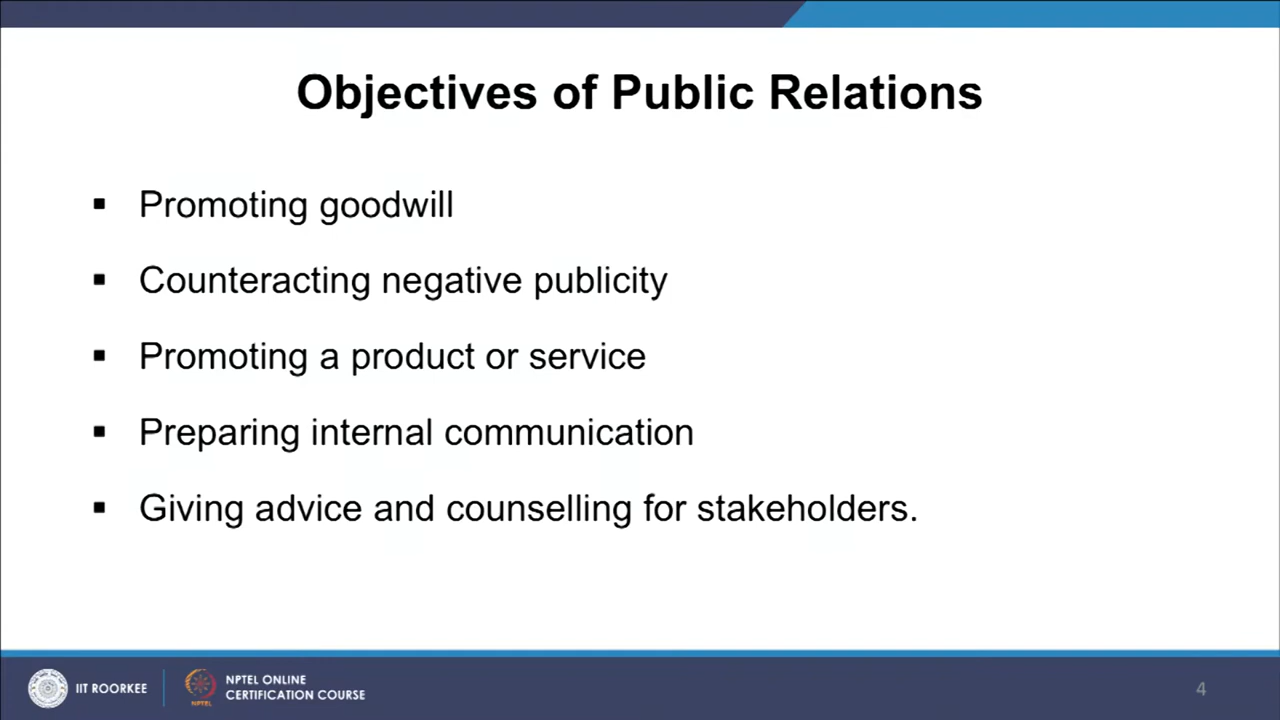 Objectives of Public Relations
▪ Promoting goodwill
▪ Counteracting negative publicity
▪ Promoting a product or service
▪ Preparing internal communication
▪ Giving advice and counselling for stakeholders.
IIT ROORKEE
NPTEL
NPTEL ONLINE
CERTIFICATION COURSE
4